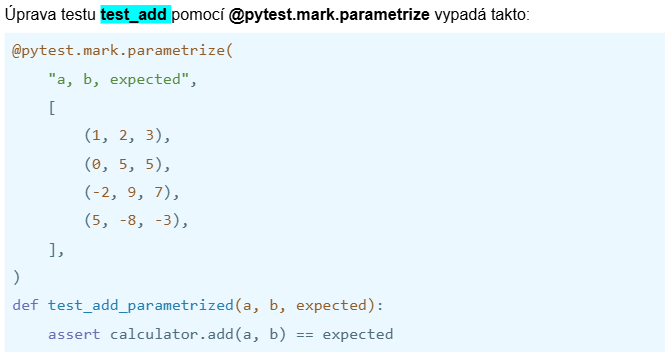 Úprava testu test_add pomocí @pytest.mark.parametrize vypadá takto:
@pytest.mark.parametrize(
    "a, b, expected",
    [
        (1, 2, 3),
        (0, 5, 5),
        (-2, 9, 7),
        (5, -8, -3),
    ],
)
def test_add_parametrized(a, b, expected):
    assert calculator.add(a, b) == expected